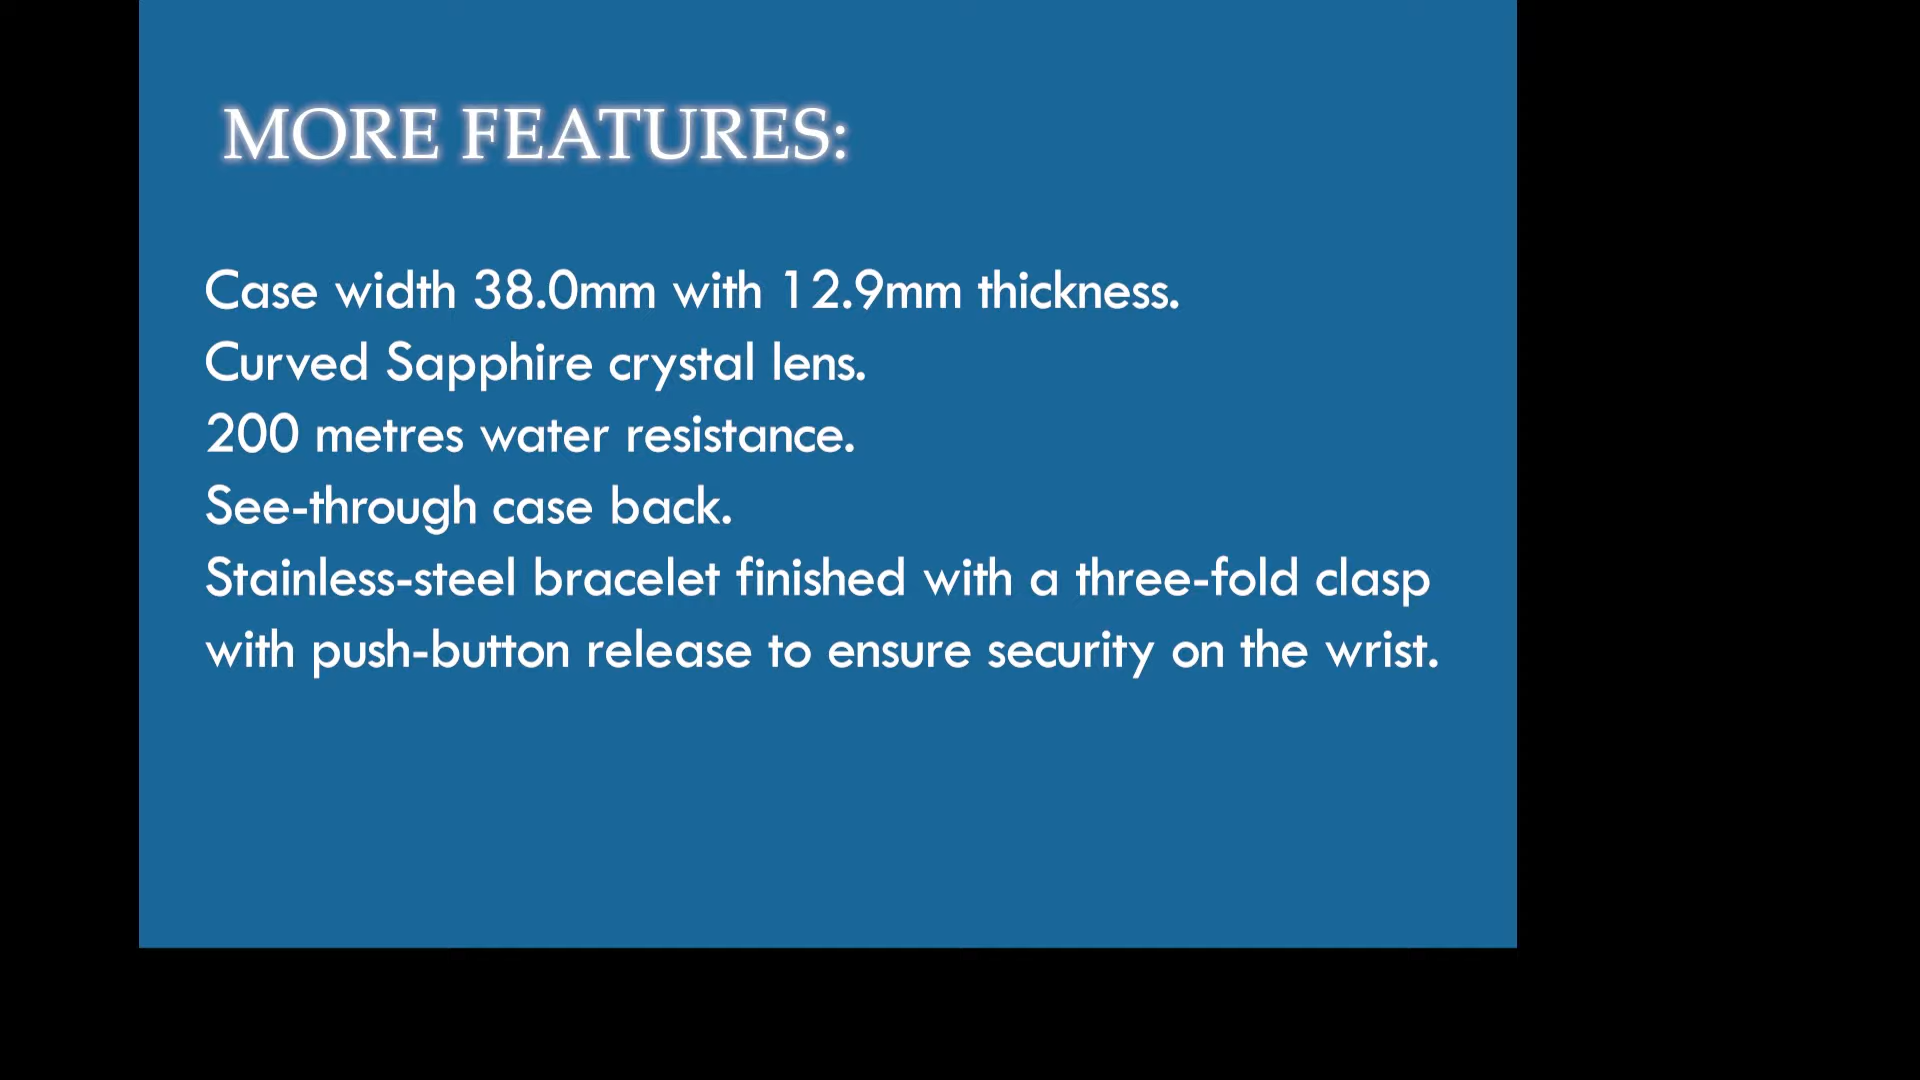 MORE FEATURES:
Case width 38.0mm with 12.9mm thickness.
Curved Sapphire crystal lens.
200 metres water resistance.
See-through case back.
Stainless-steel bracelet finished with a three-fold clasp
with push-button release to ensure security on the wrist.